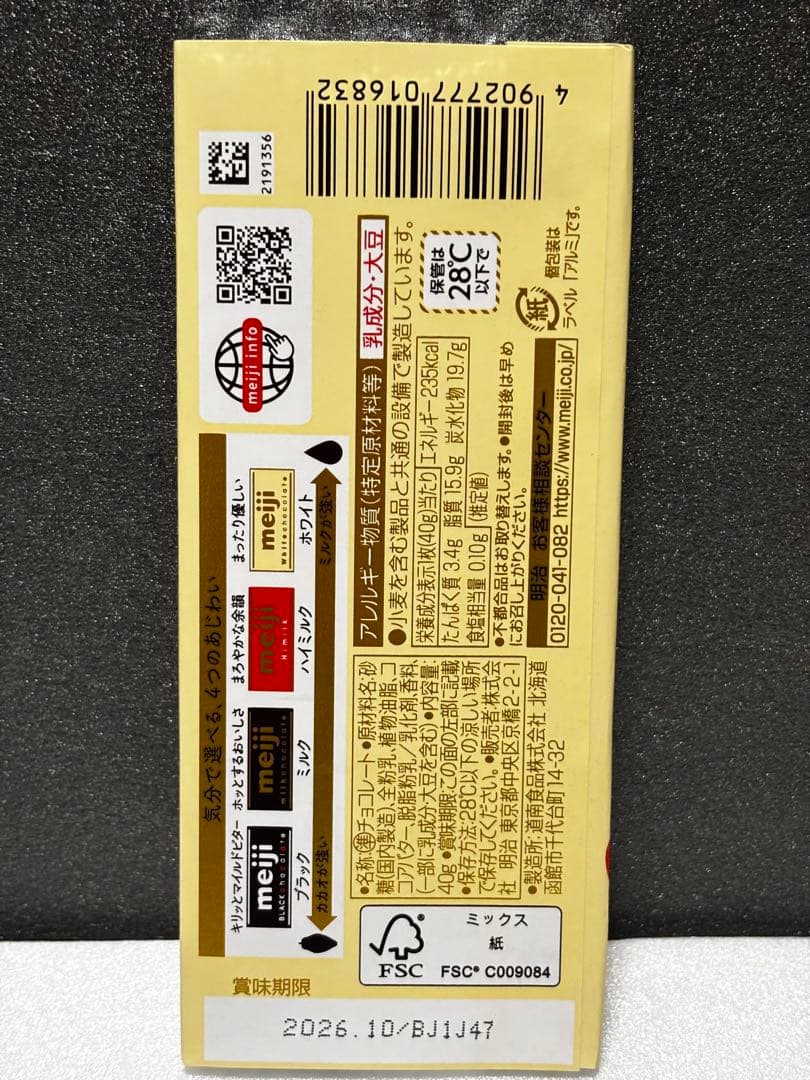 4 902777 016832
2191356
meiji info
気分で選べる、4つのあじわい
キリッとマイルドビター
ホッとするおいしさ
まろやかな余韻
まったり優しい
meiji
BLACKchocolate
meiji
milkchocolate
meiji
Himilk
meiji
Whitechocolate
ブラック
ミルク
ハイミルク
ホワイト
カカオが強い
ミルクが強い
アレルギー物質(特定原材料等) 乳成分・大豆
●小麦を含む製品と共通の設備で製造しています。
栄養成分表示1枚(40g)当たり エネルギー235kcal
たんぱく質 3.4g 脂質 15.9g 炭水化物 19.7g
食塩相当量 0.10g (推定値)
保管は
28℃
以下で
●不都合品はお取り替えします。●開封後は早め
にお召し上がりください。
明治 お客様相談センター
0120-041-082 https://www.meiji.co.jp/
紙
個包装は
ラベル「アルミ」です。
●名称 準チョコレート ●原材料名:砂
糖(国内製造)、全粉乳、植物油脂、コ
コアバター、脱脂粉乳／乳化剤、香料、
(一部に乳成分・大豆を含む)●内容量:
40g●賞味期限:この面の左部に記載
●保存方法:28℃以下の涼しい場所
で保存してください。●販売者:株式会
社 明治 東京都中央区京橋2-2-1
●製造所:道南食品株式会社 北海道
函館市千代台町14-32
FSC
ミックス
紙
FSC® C009084
賞味期限
2026.10/BJ1J47